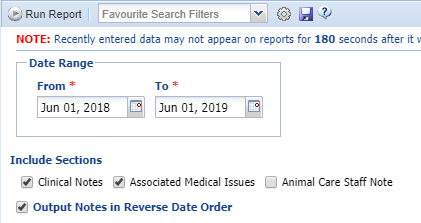 Run Report Favourite Search Filters
NOTE: Recently entered data may not appear on reports for 180 seconds after it
Date Range
From * To *
Jun 01, 2018 Jun 01, 2019
Include Sections
Clinical Notes Associated Medical Issues Animal Care Staff Note
Output Notes in Reverse Date Order